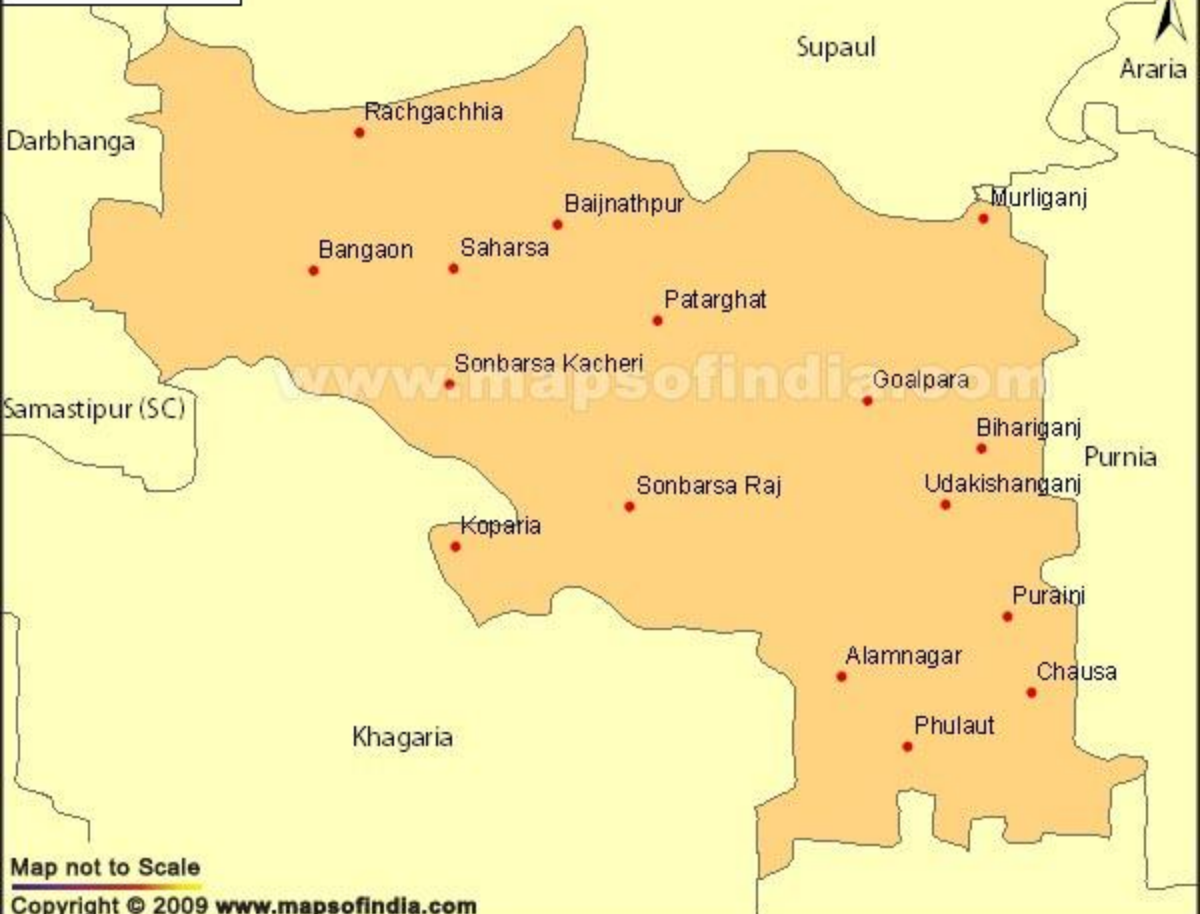 Supaul
Araria
Rachgachhia
Darbhanga
Murliganj
Baijnathpur
Bangaon
Saharsa
Patarghat
Sonbarsa Kacheri
www.mapsofindia.com
Goalpara
Samastipur (SC)
Bihariganj
Purnia
Udakishanganj
Sonbarsa Raj
Koparia
Puraini
Alamnagar
Chausa
Phulaut
Khagaria
Map not to Scale
Copyright © 2009 www.mapsofindia.com